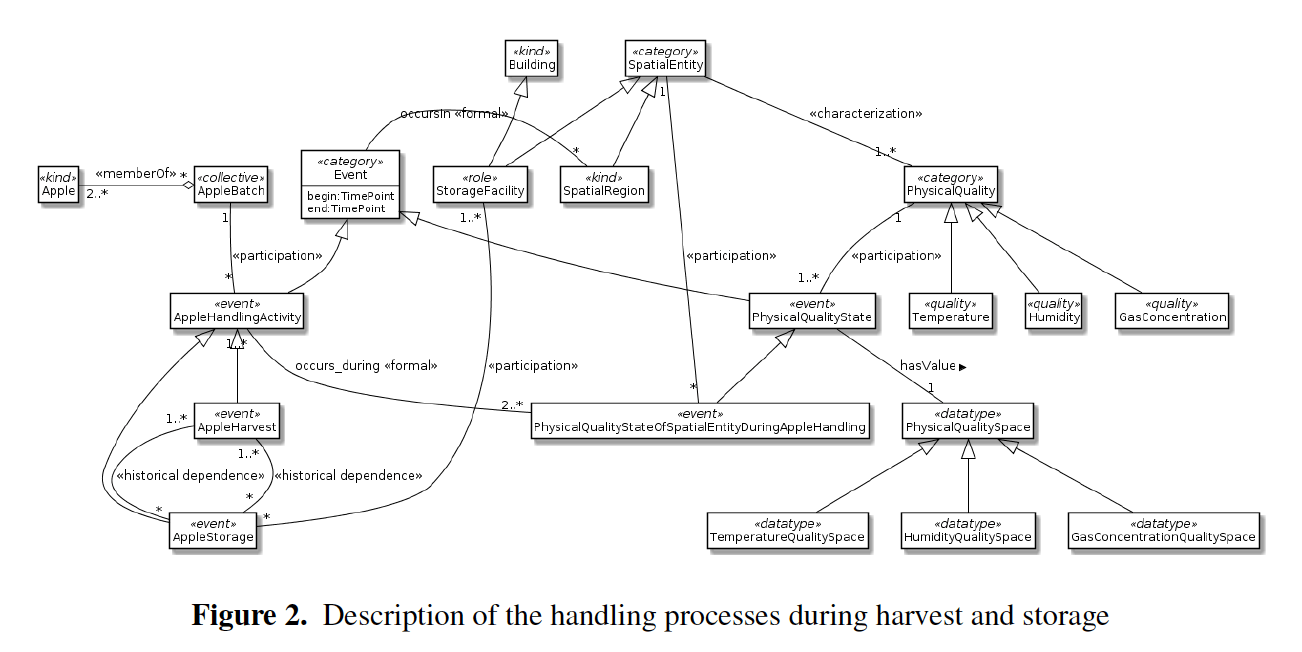 «kind»
Building
«category»
SpatialEntity
1
occursIn «formal»
«characterization»
*
1..*
«kind»
Apple
«memberOf»
*
2..*
«collective»
AppleBatch
«category»
Event
begin:TimePoint
end:TimePoint
«role»
StorageFacility
«kind»
SpatialRegion
«category»
PhysicalQuality
1
1..*
1
«participation»
«participation»
«participation»
*
1..*
«event»
AppleHandlingActivity
«event»
PhysicalQualityState
«quality»
Temperature
«quality»
Humidity
«quality»
GasConcentration
1..*
occurs_during «formal»
«participation»
hasValue ▶
*
1
2..*
1..*
«event»
AppleHarvest
«event»
PhysicalQualityStateOfSpatialEntityDuringAppleHandling
«datatype»
PhysicalQualitySpace
1..*
«historical dependence»
«historical dependence»
*
*
*
«event»
AppleStorage
«datatype»
TemperatureQualitySpace
«datatype»
HumidityQualitySpace
«datatype»
GasConcentrationQualitySpace
Figure 2. Description of the handling processes during harvest and storage